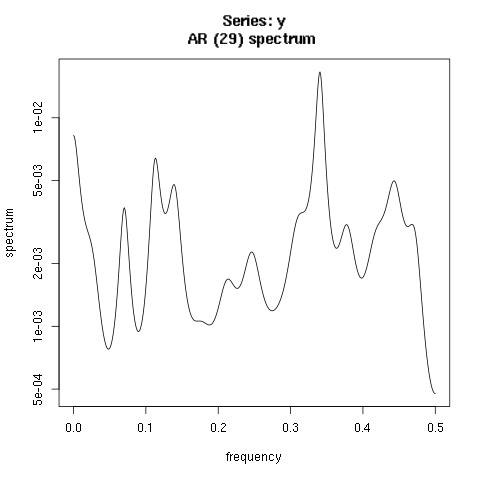 Series: y
AR (29) spectrum
1e-02
5e-03
2e-03
1e-03
5e-04
spectrum
0.0 0.1 0.2 0.3 0.4 0.5
frequency